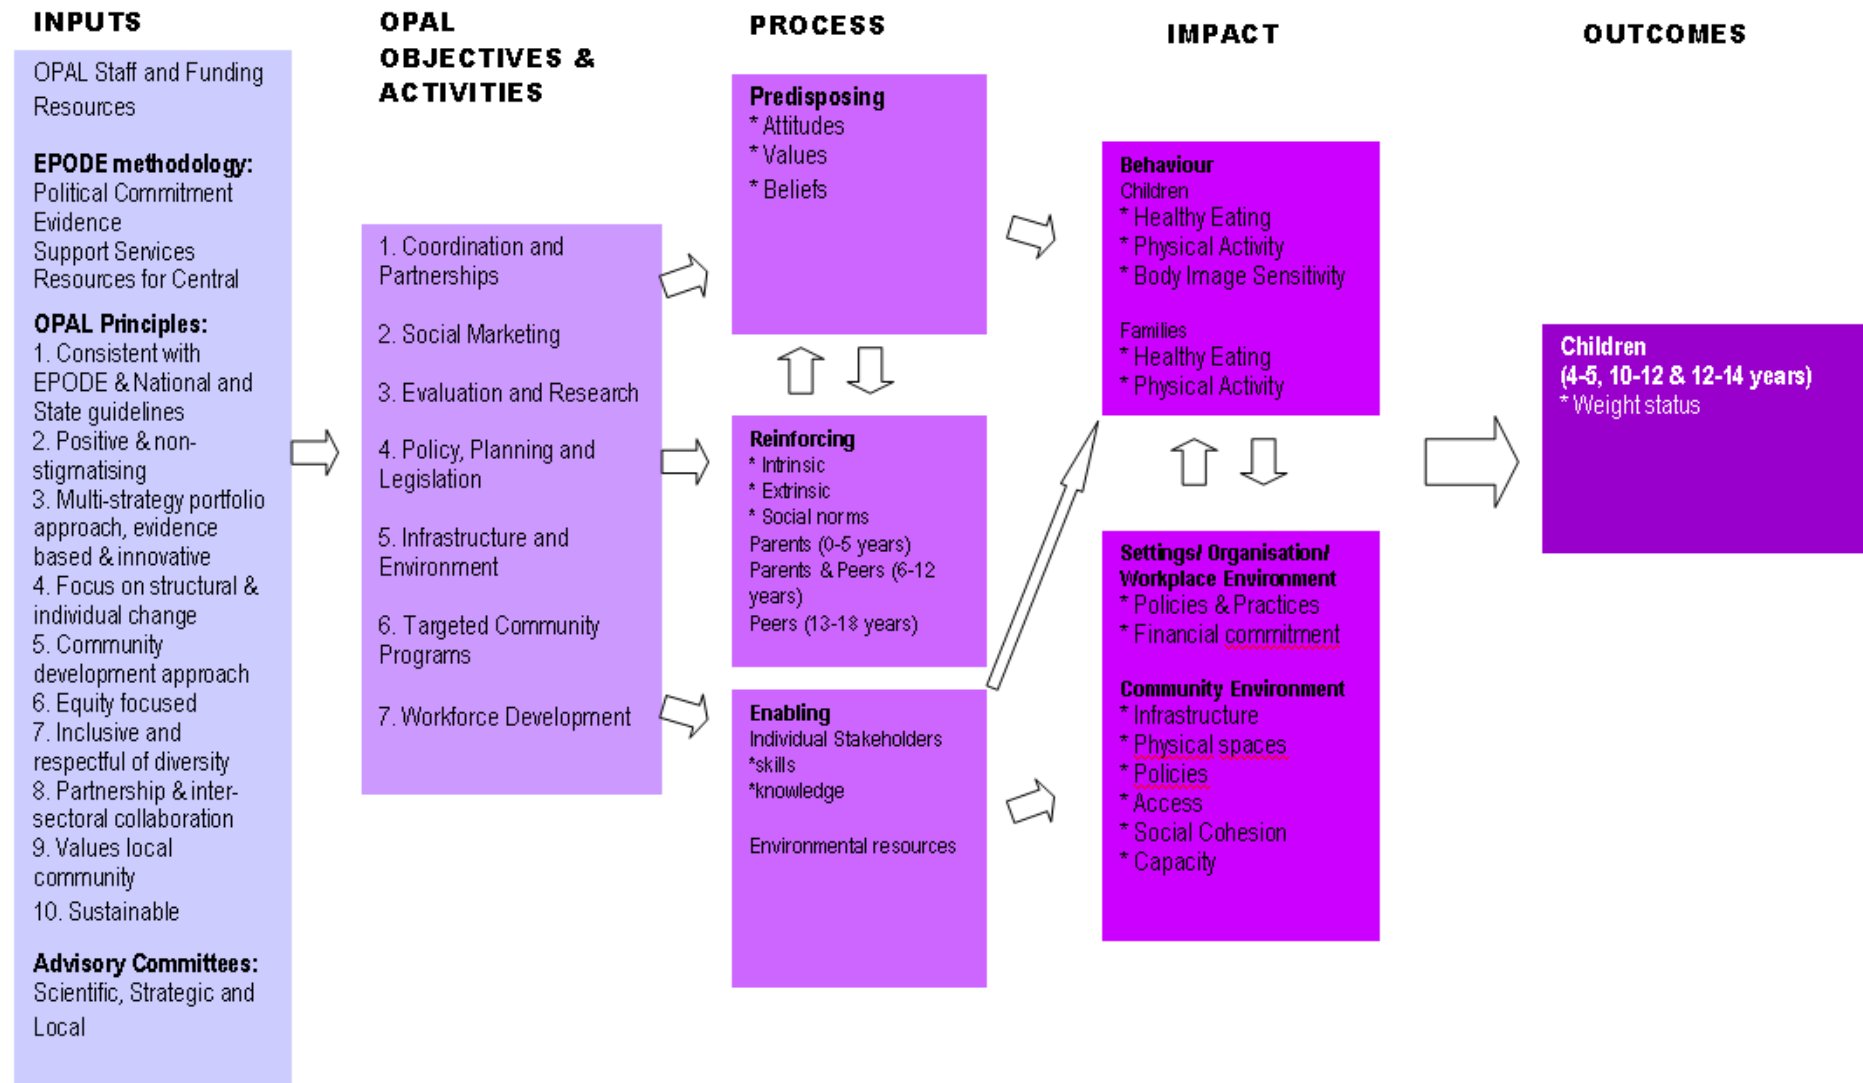 INPUTS
OPAL Staff and Funding
Resources
EPODE methodology:
Political Commitment
Evidence
Support Services
Resources for Central
OPAL Principles:
1. Consistent with
EPODE & National and
State guidelines
2. Positive & non-
stigmatising
3. Multi-strategy portfolio
approach, evidence
based & innovative
4. Focus on structural &
individual change
5. Community
development approach
6. Equity focused
7. Inclusive and
respectful of diversity
8. Partnership & inter-
sectoral collaboration
9. Values local
community
10. Sustainable
Advisory Committees:
Scientific, Strategic and
Local
OPAL
OBJECTIVES &
ACTIVITIES
1. Coordination and
Partnerships
2. Social Marketing
3. Evaluation and Research
4. Policy, Planning and
Legislation
5. Infrastructure and
Environment
6. Targeted Community
Programs
7. Workforce Development
PROCESS
Predisposing
* Attitudes
* Values
* Beliefs
Reinforcing
* Intrinsic
* Extrinsic
* Social norms
Parents (0-5 years)
Parents & Peers (6-12
years)
Peers (13-18 years)
Enabling
Individual Stakeholders
*skills
*knowledge
Environmental resources
IMPACT
Behaviour
Children
* Healthy Eating
* Physical Activity
* Body Image Sensitivity
Families
* Healthy Eating
* Physical Activity
Settings/ Organisation/
Workplace Environment
* Policies & Practices
* Financial commitment
Community Environment
* Infrastructure
* Physical spaces
* Policies
* Access
* Social Cohesion
* Capacity
OUTCOMES
Children
(4-5, 10-12 & 12-14 years)
* Weight status